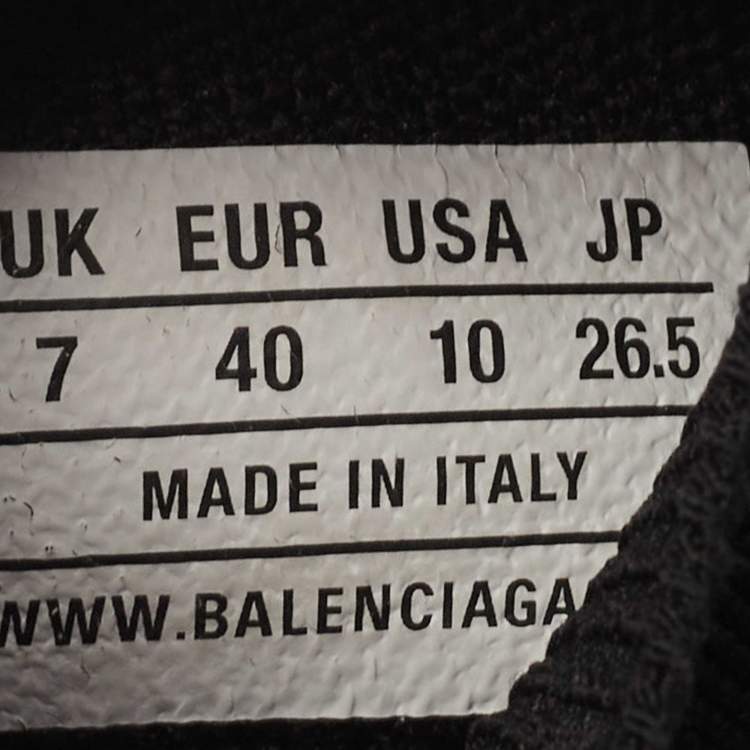 UK EUR USA JP
7 40 10 26.5
MADE IN ITALY
WWW.BALENCIAGA